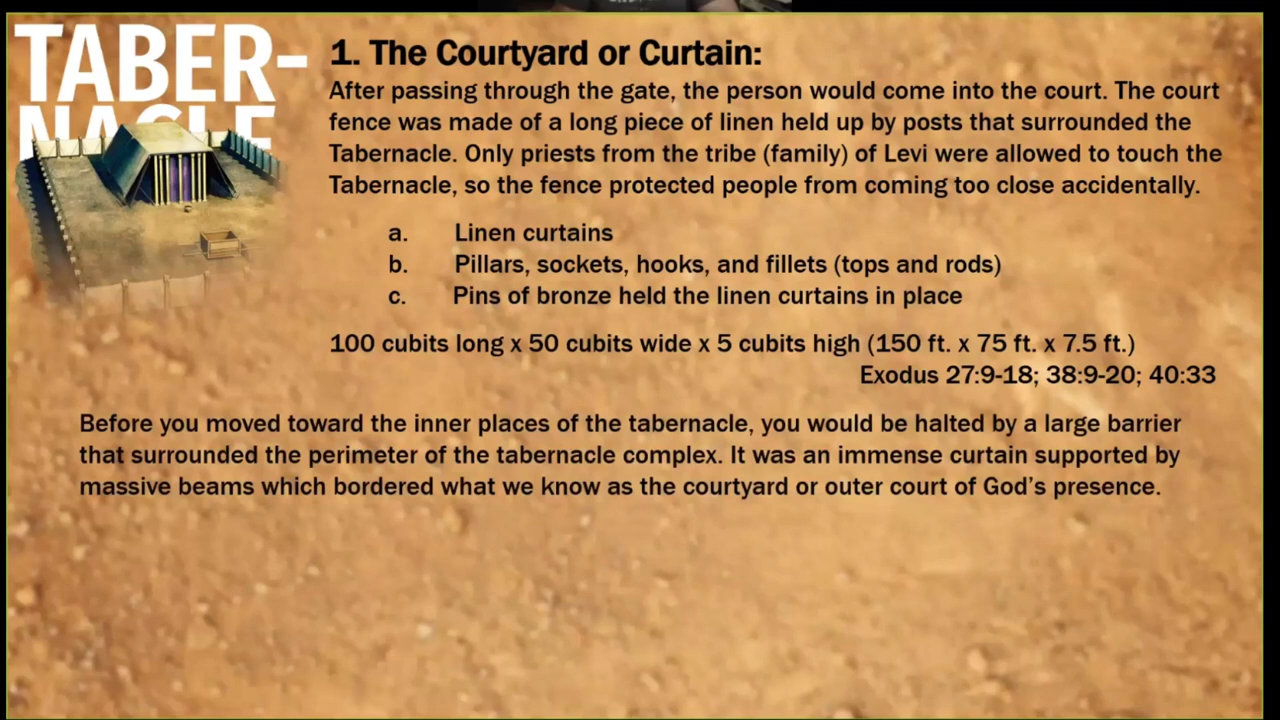 TABER-
NACLE
1. The Courtyard or Curtain:
After passing through the gate, the person would come into the court. The court
fence was made of a long piece of linen held up by posts that surrounded the
Tabernacle. Only priests from the tribe (family) of Levi were allowed to touch the
Tabernacle, so the fence protected people from coming too close accidentally.
a. Linen curtains
b. Pillars, sockets, hooks, and fillets (tops and rods)
c. Pins of bronze held the linen curtains in place
100 cubits long x 50 cubits wide x 5 cubits high (150 ft. x 75 ft. x 7.5 ft.)
Exodus 27:9-18; 38:9-20; 40:33
Before you moved toward the inner places of the tabernacle, you would be halted by a large barrier
that surrounded the perimeter of the tabernacle complex. It was an immense curtain supported by
massive beams which bordered what we know as the courtyard or outer court of God’s presence.